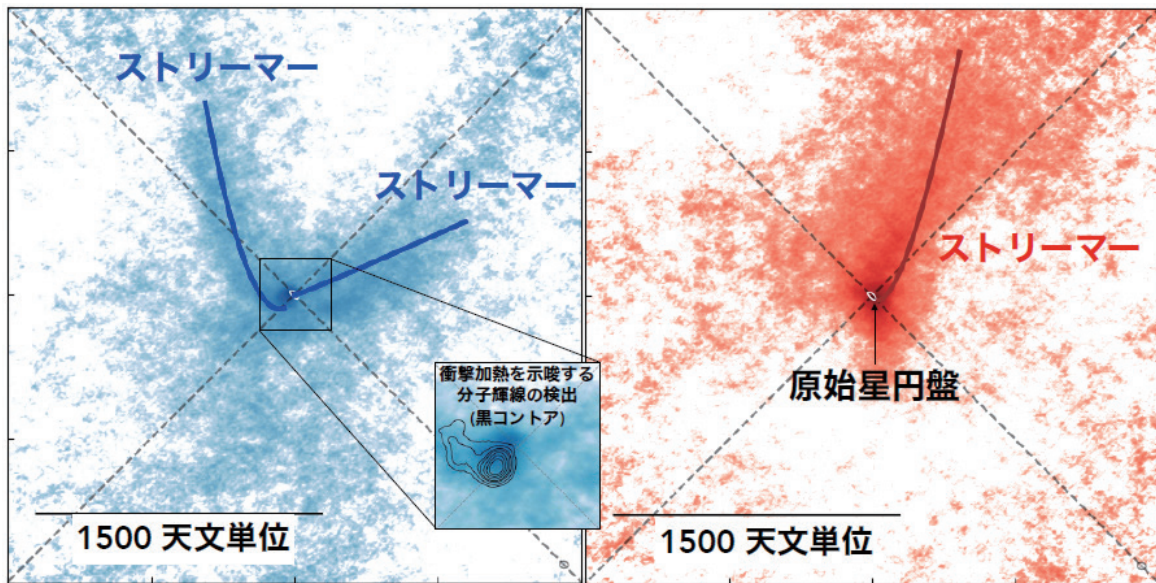 ストリーマー
ストリーマー
衝撃加熱を示唆する
分子輝線の検出
(黒コントア)
1500 天文単位
ストリーマー
原始星円盤
1500 天文単位